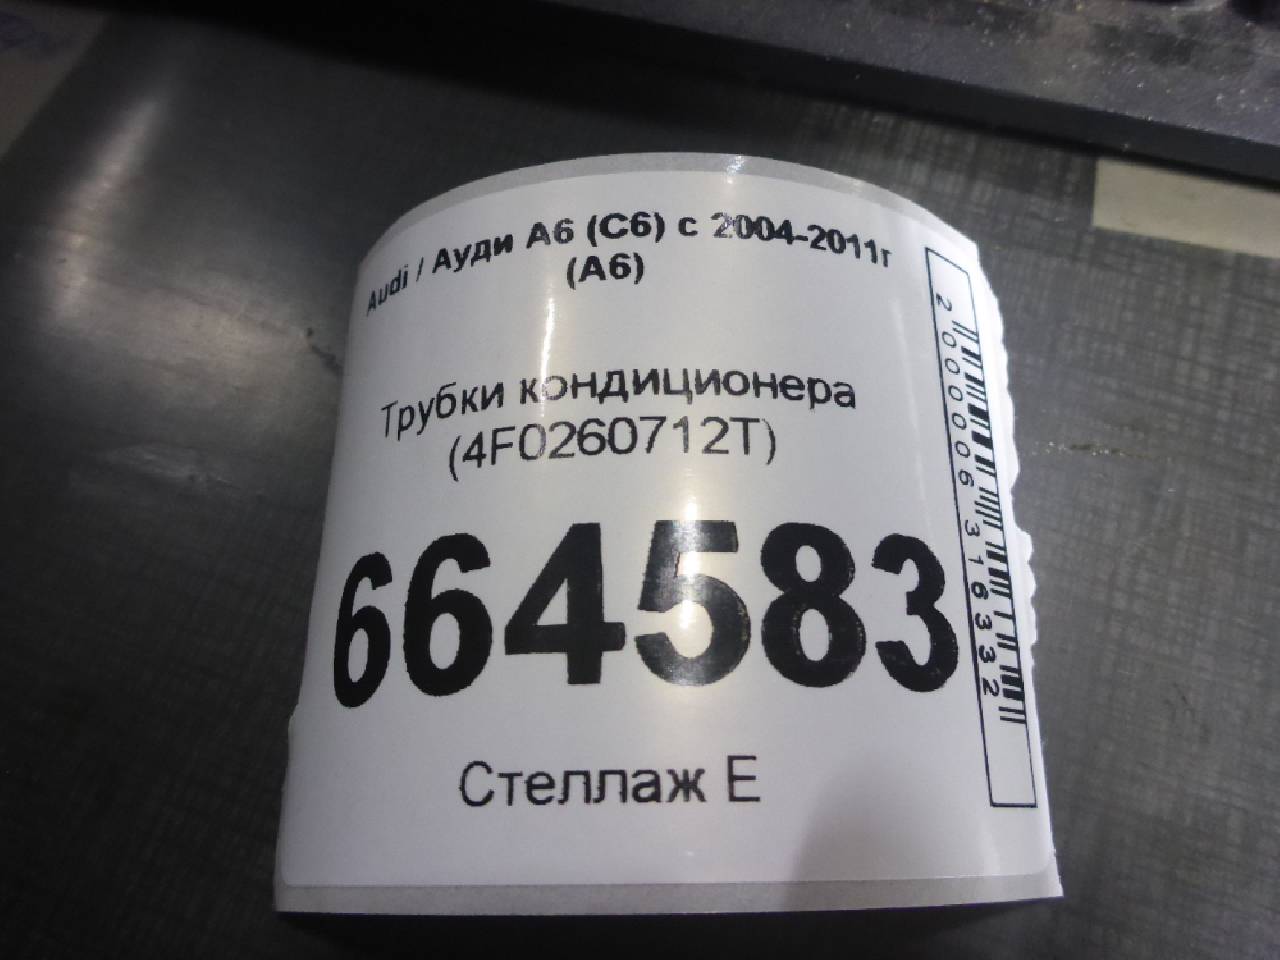 Audi / Ауди А6 (С6) с 2004-2011г
(А6)
Трубки кондиционера
(4F0260712T)
664583
Стеллаж Е
2000006316332